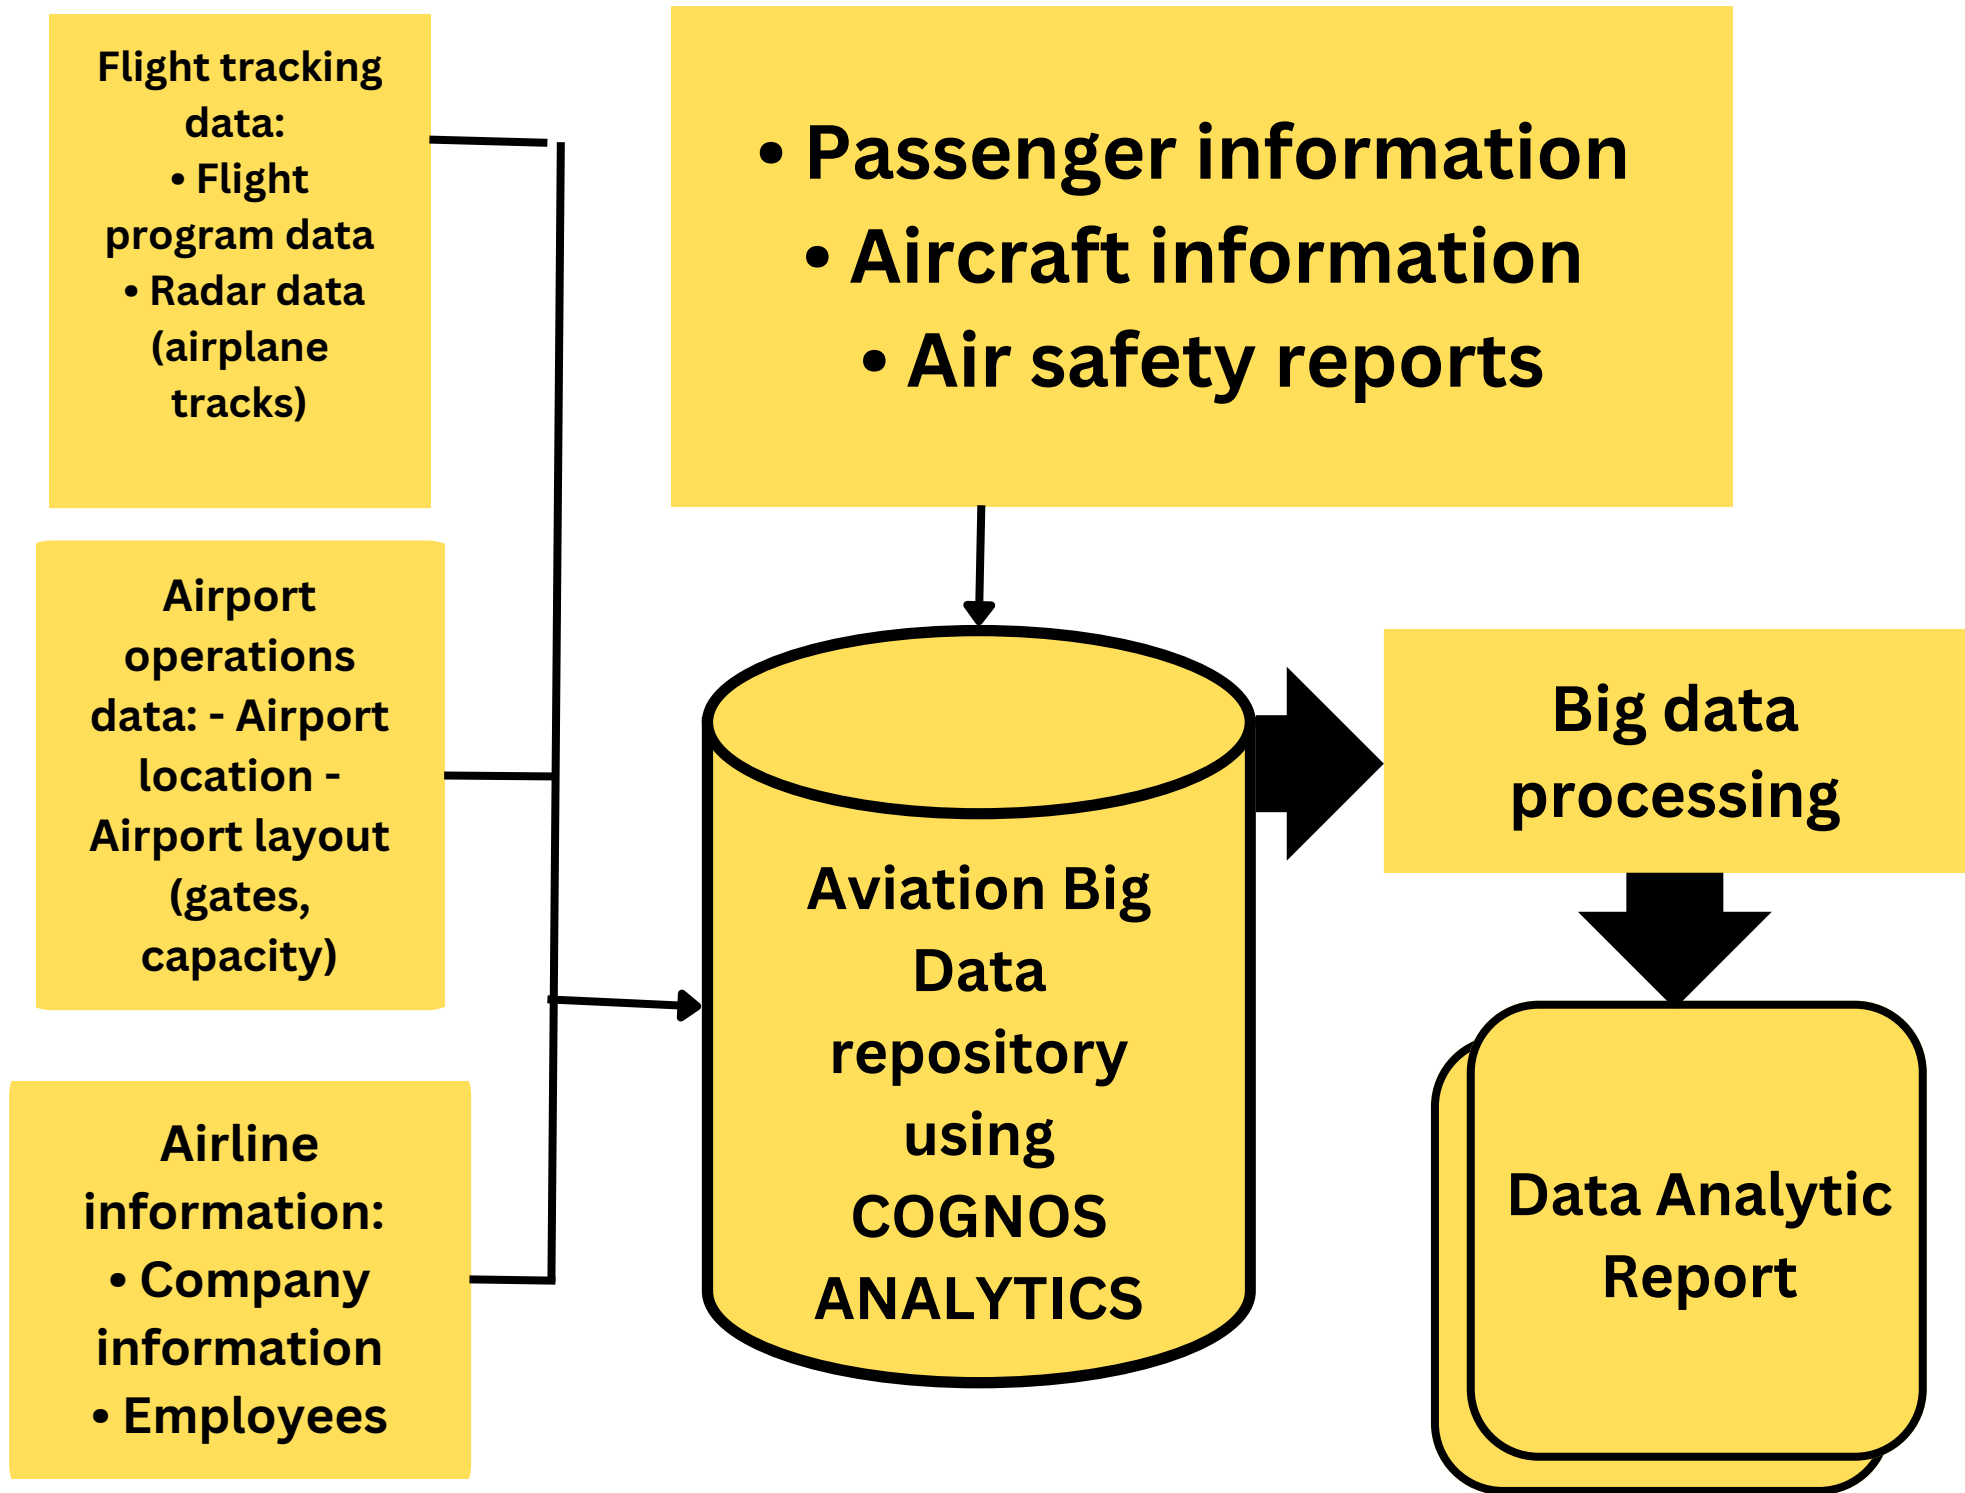 Flight tracking
data:
• Flight
program data
• Radar data
(airplane
tracks)
• Passenger information
• Aircraft information
• Air safety reports
Airport
operations
data: - Airport
location -
Airport layout
(gates,
capacity)
Airline
information:
• Company
information
• Employees
Aviation Big
Data
repository
using
COGNOS
ANALYTICS
Big data
processing
Data Analytic
Report